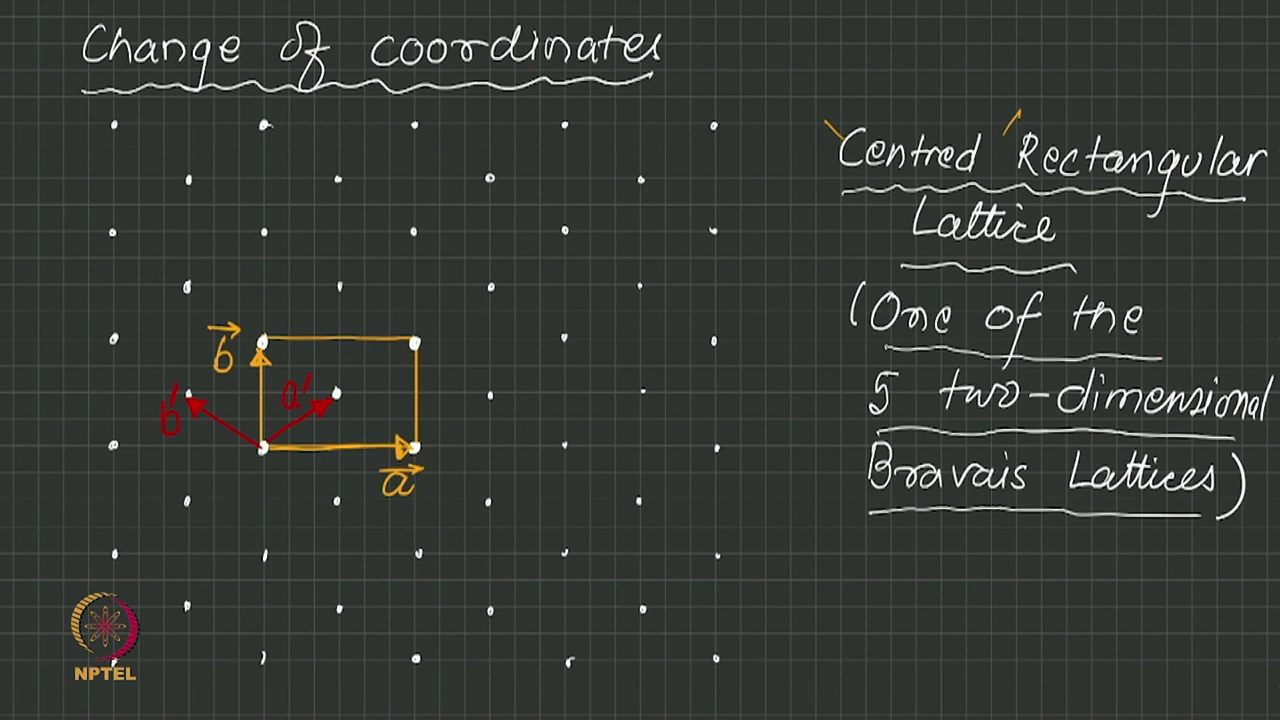 Change of coordinates
Centred Rectangular
Lattice
(One of the
5 two-dimensional
Bravais Lattices)
b
b'
a'
a
NPTEL